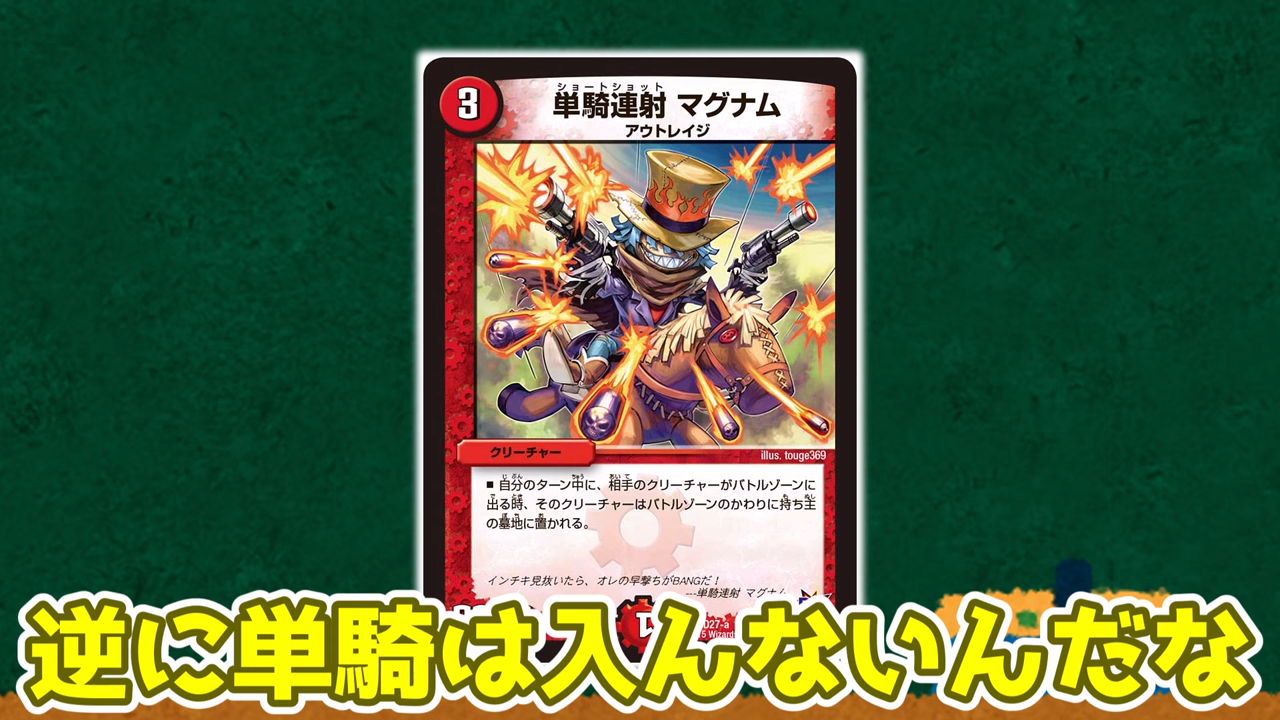 3
ショートショット
単騎連射 マグナム
アウトレイジ
クリーチャー
illus. touge369
■ 自分のターン中に、相手のクリーチャーがバトルゾーンに
出る時、そのクリーチャーはバトルゾーンのかわりに持ち主
の墓地に置かれる。
インチキ見抜いたら、オレの早撃ちがBANGだ！
---単騎連射 マグナム
D27-a
逆に単騎は入んないんだな